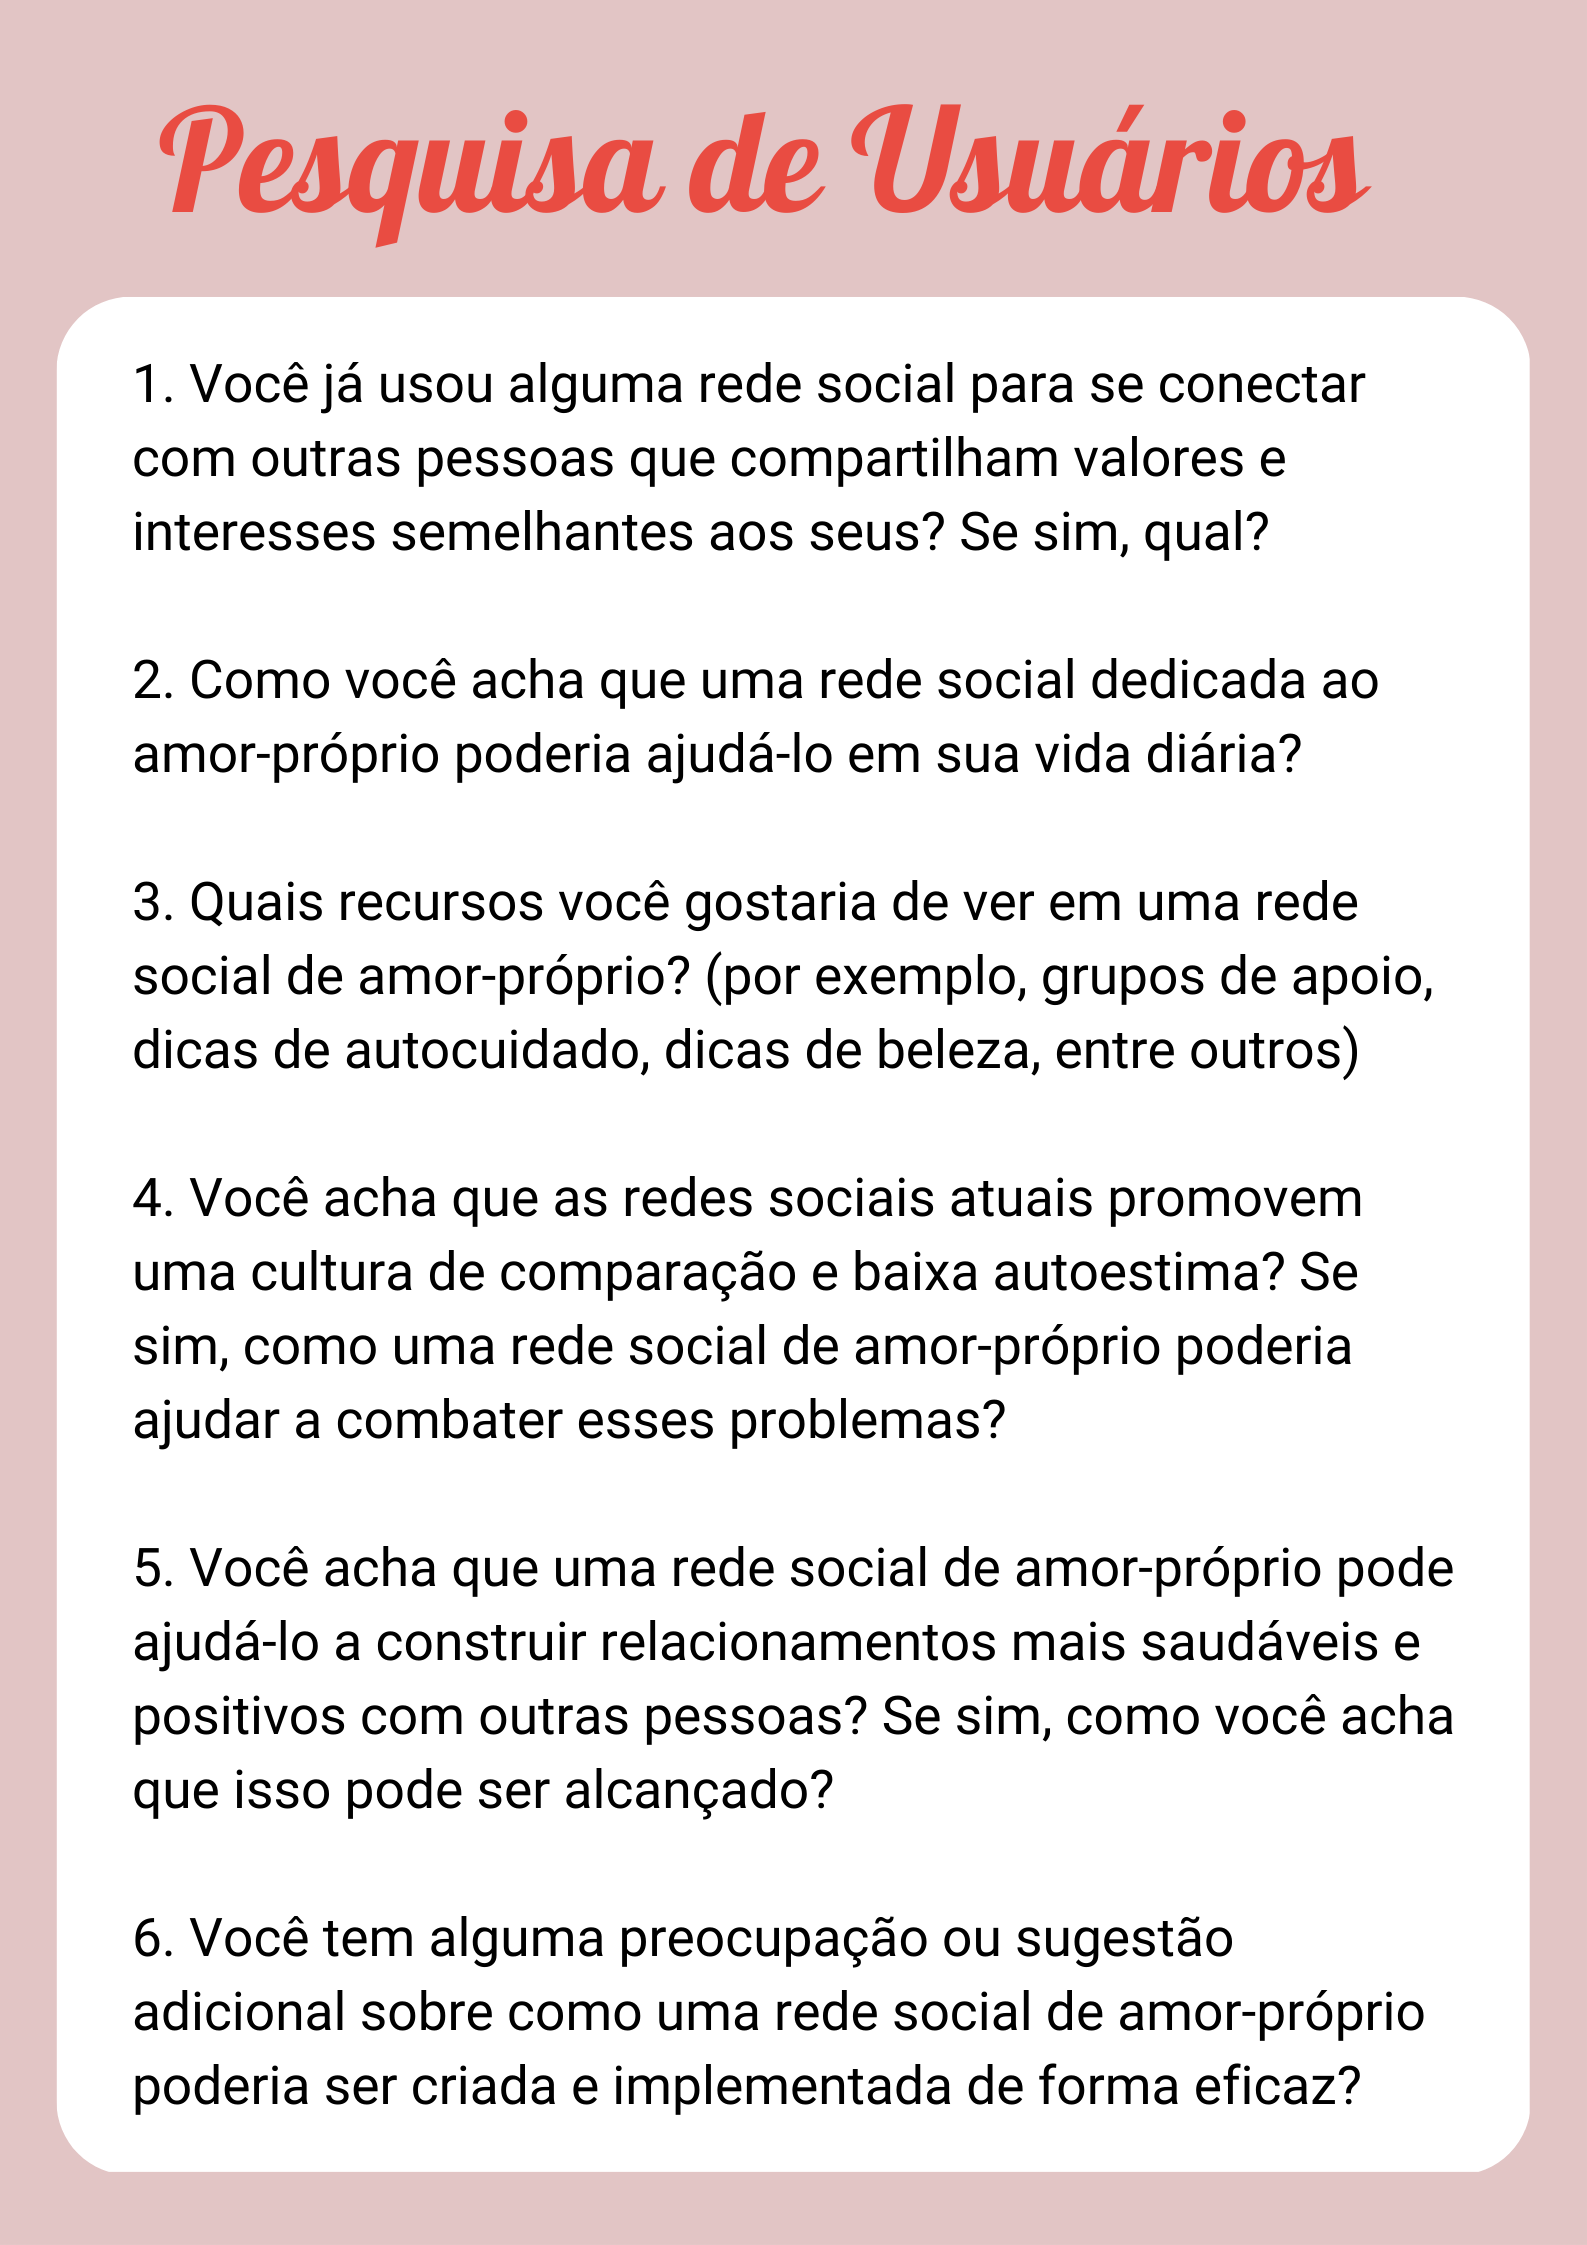 Pesquisa de Usuários
1. Você já usou alguma rede social para se conectar
com outras pessoas que compartilham valores e
interesses semelhantes aos seus? Se sim, qual?
2. Como você acha que uma rede social dedicada ao
amor-próprio poderia ajudá-lo em sua vida diária?
3. Quais recursos você gostaria de ver em uma rede
social de amor-próprio? (por exemplo, grupos de apoio,
dicas de autocuidado, dicas de beleza, entre outros)
4. Você acha que as redes sociais atuais promovem
uma cultura de comparação e baixa autoestima? Se
sim, como uma rede social de amor-próprio poderia
ajudar a combater esses problemas?
5. Você acha que uma rede social de amor-próprio pode
ajudá-lo a construir relacionamentos mais saudáveis e
positivos com outras pessoas? Se sim, como você acha
que isso pode ser alcançado?
6. Você tem alguma preocupação ou sugestão
adicional sobre como uma rede social de amor-próprio
poderia ser criada e implementada de forma eficaz?